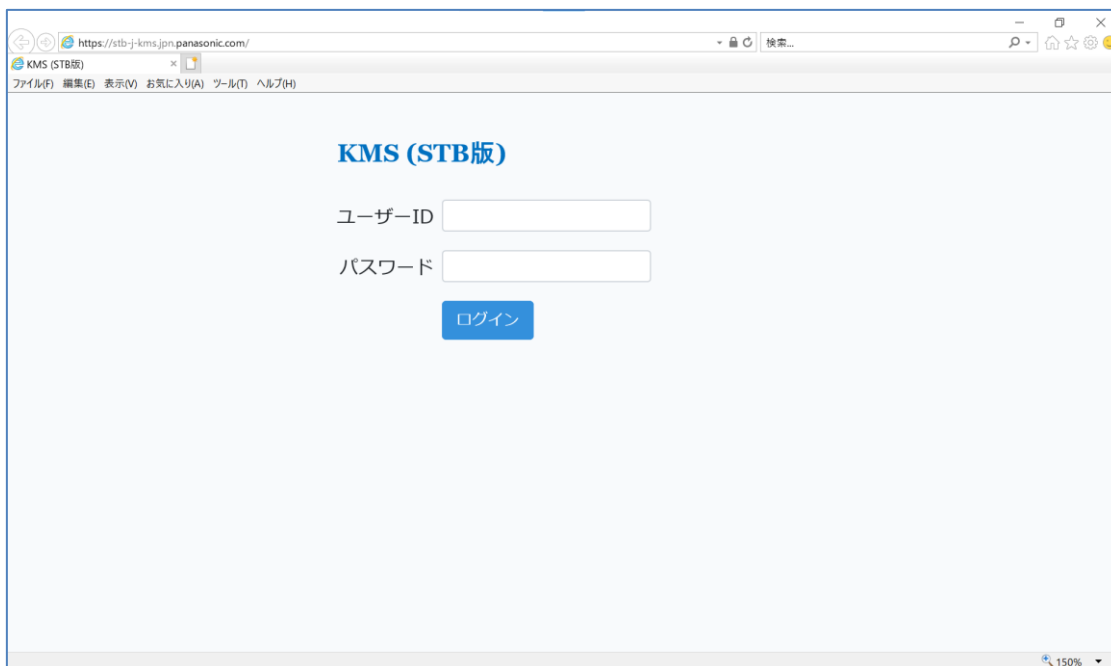 https://stb-j-kms.jpn.panasonic.com/
検索...
KMS (STB版)
ファイル(F) 編集(E) 表示(V) お気に入り(A) ツール(T) ヘルプ(H)
KMS (STB版)
ユーザーID
パスワード
ログイン
150%